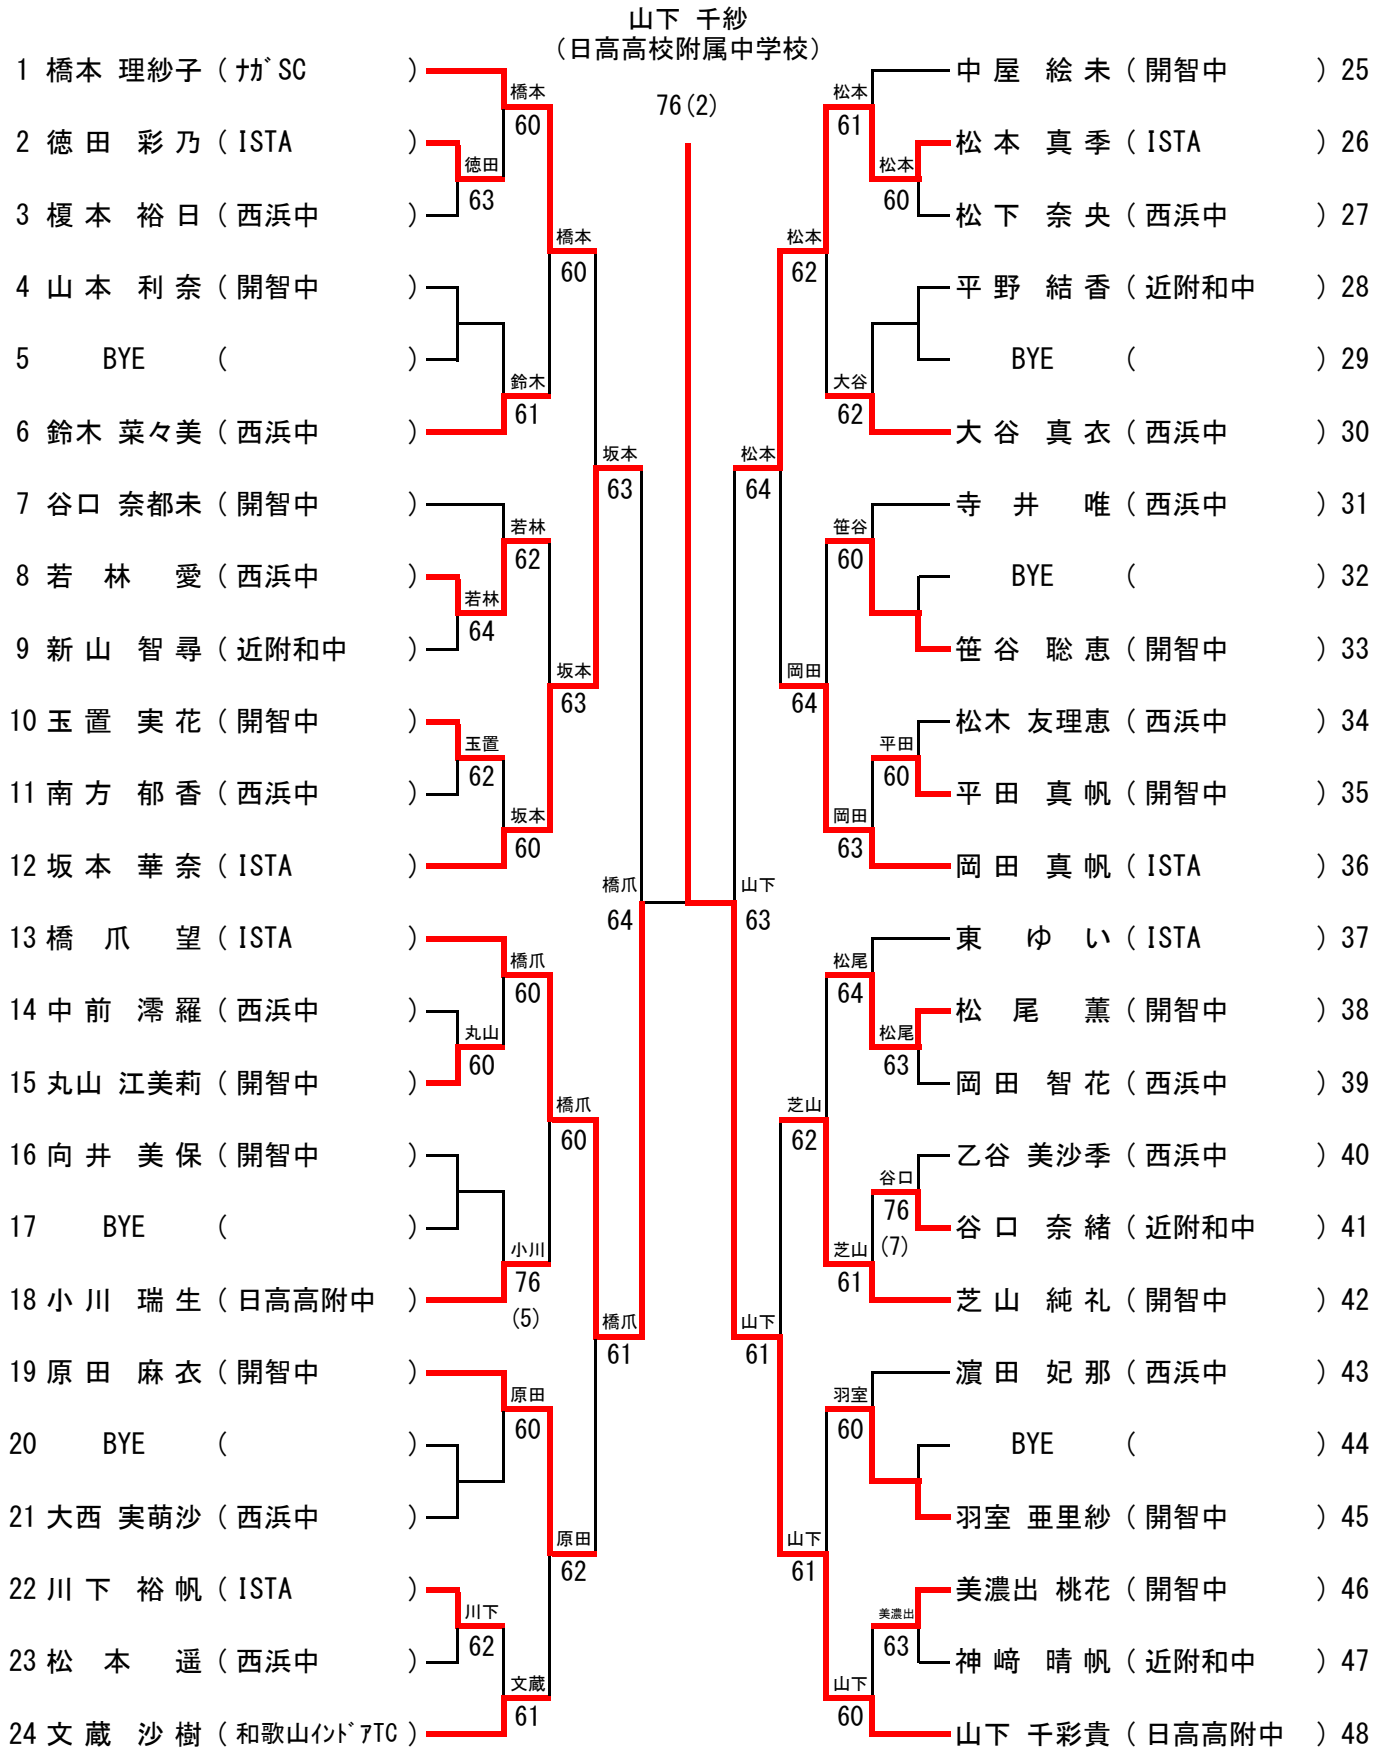 山下 千紗
（日高高校附属中学校）
76(2)
1 橋本 理紗子 （ ﾅｶﾞSC ）
2 徳田 彩乃 （ ISTA ）
3 榎本 裕日 （ 西浜中 ）
4 山本 利奈 （ 開智中 ）
5 BYE （ ）
6 鈴木 菜々美 （ 西浜中 ）
7 谷口 奈都未 （ 開智中 ）
8 若林 愛 （ 西浜中 ）
9 新山 智尋 （ 近附和中 ）
10 玉置 実花 （ 開智中 ）
11 南方 郁香 （ 西浜中 ）
12 坂本 華奈 （ ISTA ）
13 橋爪 望 （ ISTA ）
14 中前 澪羅 （ 西浜中 ）
15 丸山 江美莉 （ 開智中 ）
16 向井 美保 （ 開智中 ）
17 BYE （ ）
18 小川 瑞生 （ 日高高附中 ）
19 原田 麻衣 （ 開智中 ）
20 BYE （ ）
21 大西 実萌沙 （ 西浜中 ）
22 川下 裕帆 （ ISTA ）
23 松本 遥 （ 西浜中 ）
24 文蔵 沙樹 （ 和歌山ｲﾝﾄﾞｱTC ）
徳田
63
若林
64
玉置
62
丸山
60
川下
62
橋本
60
鈴木
61
若林
62
坂本
60
橋爪
60
小川
76
(5)
原田
60
文蔵
61
橋本
60
坂本
63
橋爪
60
原田
62
坂本
63
橋爪
61
橋爪
64
山下
63
松本
64
山下
61
松本
62
岡田
64
芝山
62
山下
61
松本
61
大谷
62
笹谷
60
岡田
63
松尾
64
芝山
61
羽室
60
山下
60
松本
60
平田
60
松尾
63
谷口
76
(7)
美濃出
63
中屋 絵未 （ 開智中 ） 25
松本 真季 （ ISTA ） 26
松下 奈央 （ 西浜中 ） 27
平野 結香 （ 近附和中 ） 28
BYE （ ） 29
大谷 真衣 （ 西浜中 ） 30
寺井 唯 （ 西浜中 ） 31
BYE （ ） 32
笹谷 聡恵 （ 開智中 ） 33
松木 友理恵 （ 西浜中 ） 34
平田 真帆 （ 開智中 ） 35
岡田 真帆 （ ISTA ） 36
東 ゆい （ ISTA ） 37
松尾 薫 （ 開智中 ） 38
岡田 智花 （ 西浜中 ） 39
乙谷 美沙季 （ 西浜中 ） 40
谷口 奈緒 （ 近附和中 ） 41
芝山 純礼 （ 開智中 ） 42
濵田 妃那 （ 西浜中 ） 43
BYE （ ） 44
羽室 亜里紗 （ 開智中 ） 45
美濃出 桃花 （ 開智中 ） 46
神﨑 晴帆 （ 近附和中 ） 47
山下 千彩貴 （ 日高高附中 ） 48